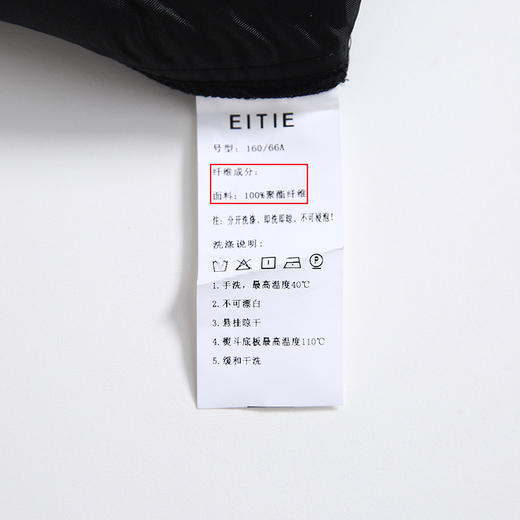 EITIE
号型：160/66A
纤维成分：
面料：100%聚酯纤维
注：分开洗涤、即洗即晾、不可浸泡！
洗涤说明：
1.手洗，最高温度40℃
2.不可漂白
3.悬挂晾干
4.熨斗底板最高温度110℃
5.缓和干洗